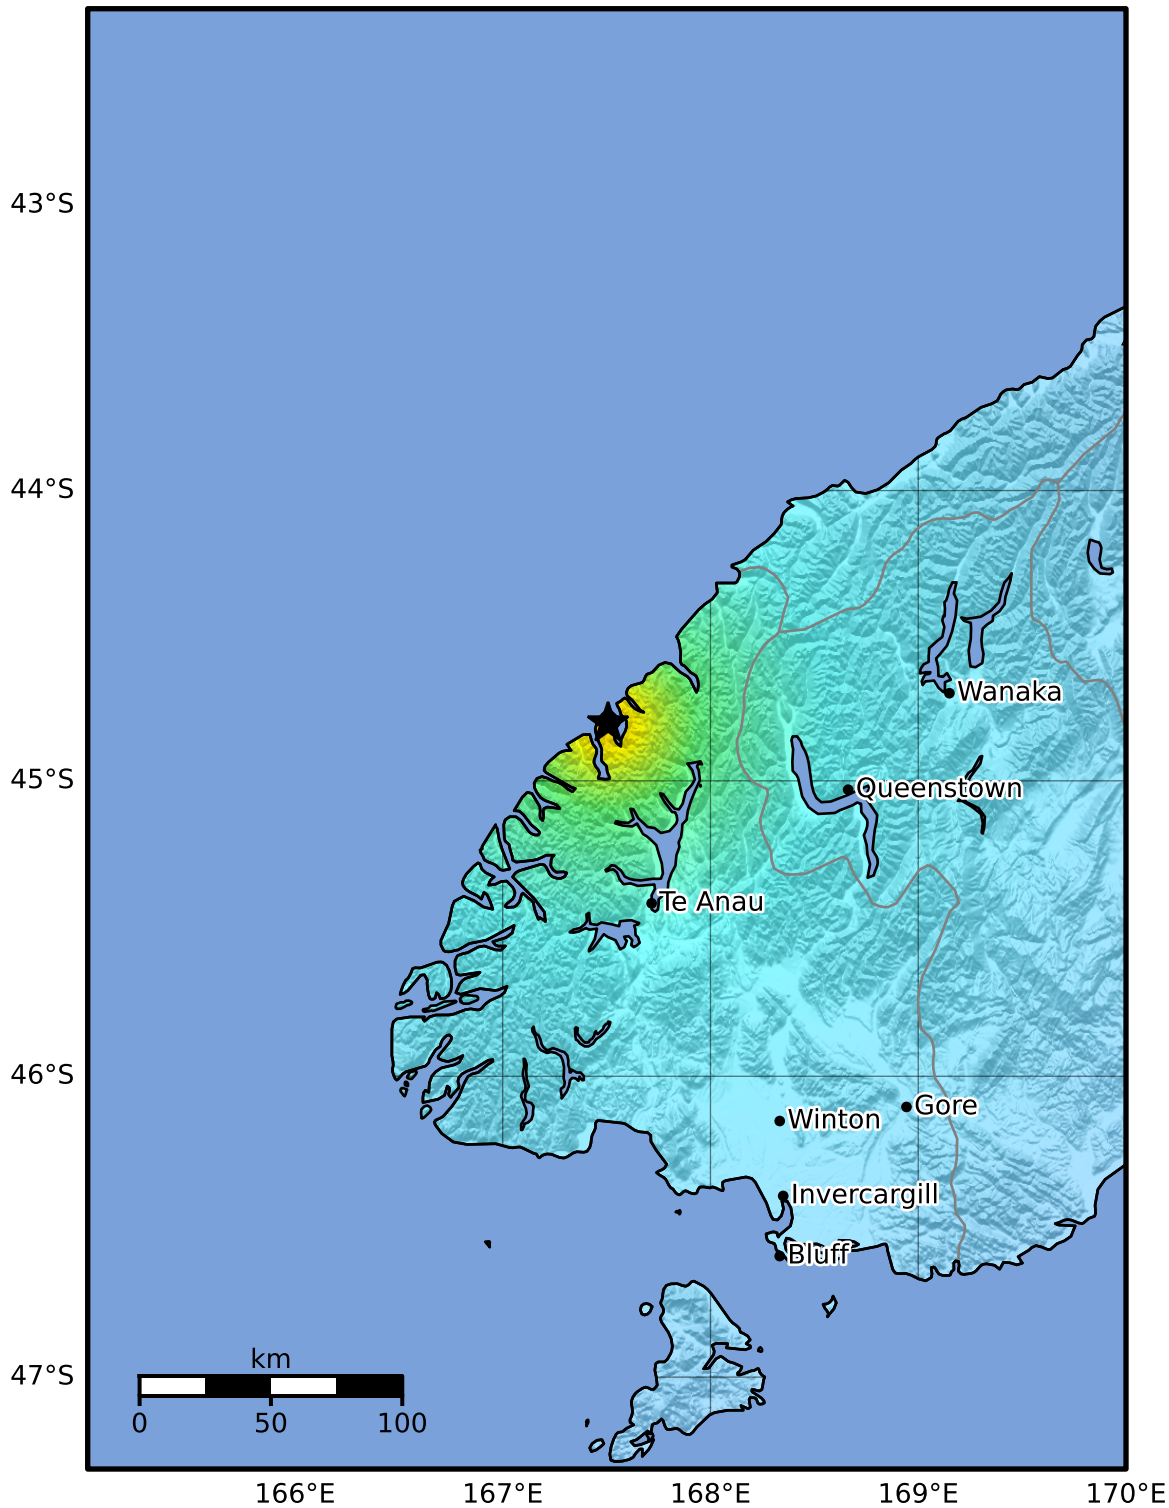 43°S
44°S
Wanaka
45°S
Queenstown
Te Anau
46°S
Gore
Winton
Invercargill
Bluff
km
47°S
0 50 100
166°E 167°E 168°E 169°E 170°E